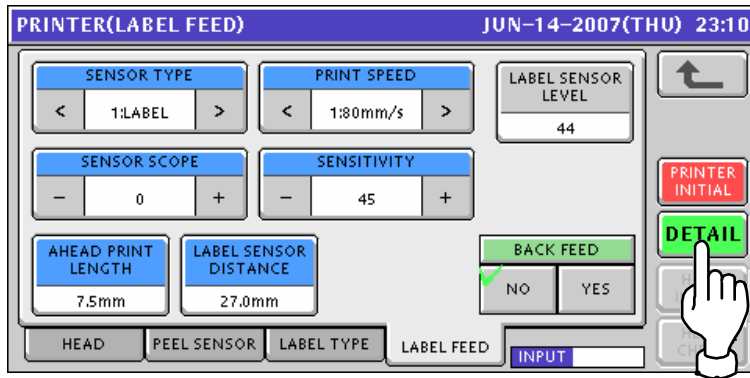 PRINTER(LABEL FEED) JUN-14-2007(THU) 23:10
SENSOR TYPE
< 1:LABEL >
PRINT SPEED
< 1:80mm/s >
LABEL SENSOR
LEVEL
44
SENSOR SCOPE
- 0 +
SENSITIVITY
- 45 +
PRINTER
INITIAL
DETAIL
AHEAD PRINT
LENGTH
7.5mm
LABEL SENSOR
DISTANCE
27.0mm
BACK FEED
NO YES
HEAD PEEL SENSOR LABEL TYPE LABEL FEED
INPUT